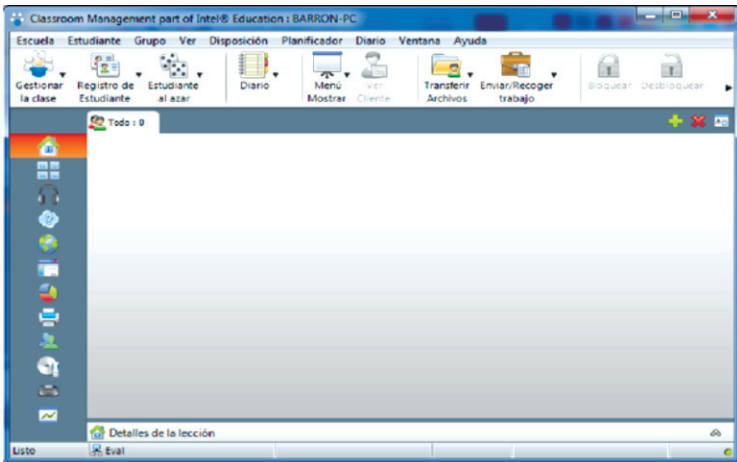 Classroom Management part of Intel® Education : BARRON-PC
Escuela Estudiante Grupo Ver Disposición Planificador Diario Ventana Ayuda
Gestionar la clase
Registro de Estudiante
Estudiante al azar
Diario
Menú Mostrar
Ver Cliente
Transferir Archivos
Enviar/Recoger trabajo
Bloquear
Desbloquear
Todo : 0
Detalles de la lección
Listo
Eval